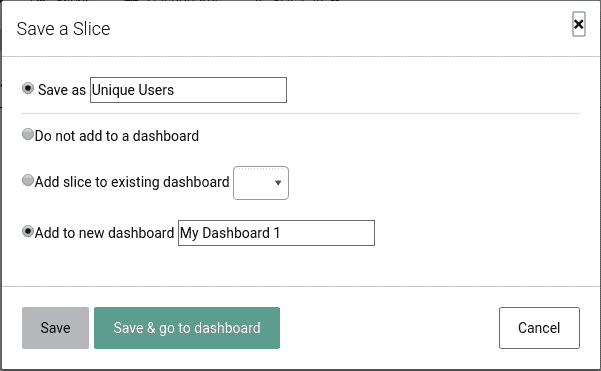 Save a Slice
Save as Unique Users
Do not add to a dashboard
Add slice to existing dashboard
Add to new dashboard My Dashboard 1
Save Save & go to dashboard Cancel